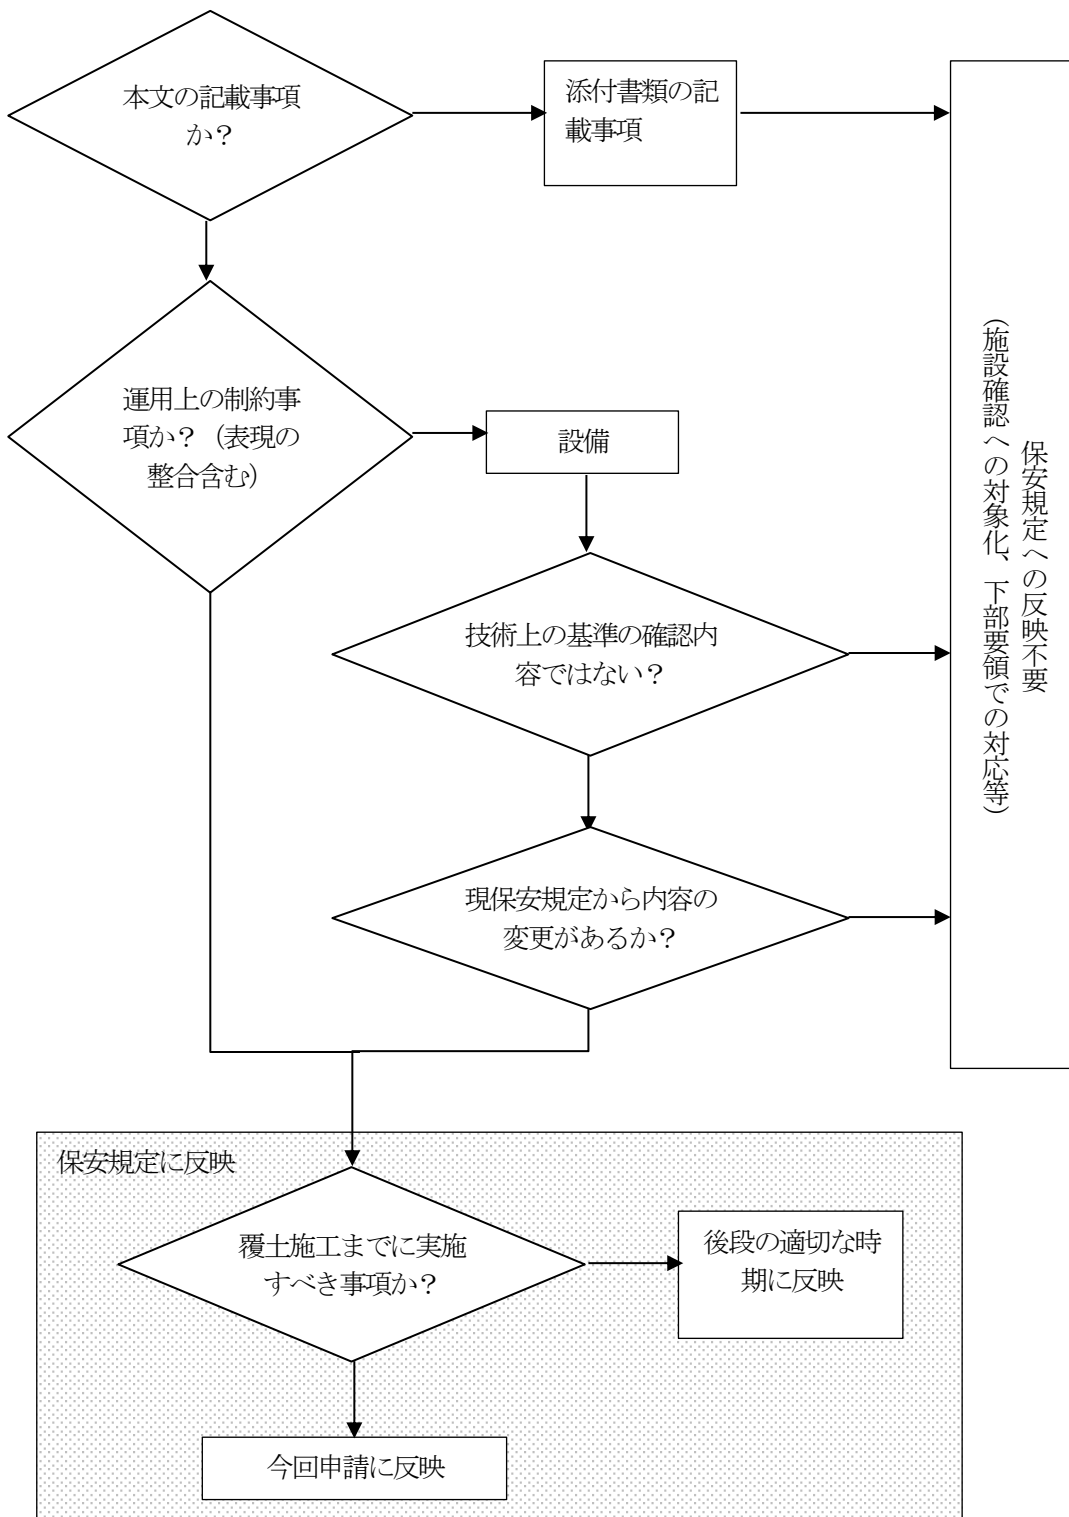 本文の記載事項
か？
添付書類の記
載事項
運用上の制約事
項か？（表現の
整合含む）
設備
技術上の基準の確認内
容ではない？
現保安規定から内容の
変更があるか？
保安規定への反映不要
（施設確認への対象化、下部要領での対応等）
保安規定に反映
覆土施工までに実施
すべき事項か？
後段の適切な時
期に反映
今回申請に反映